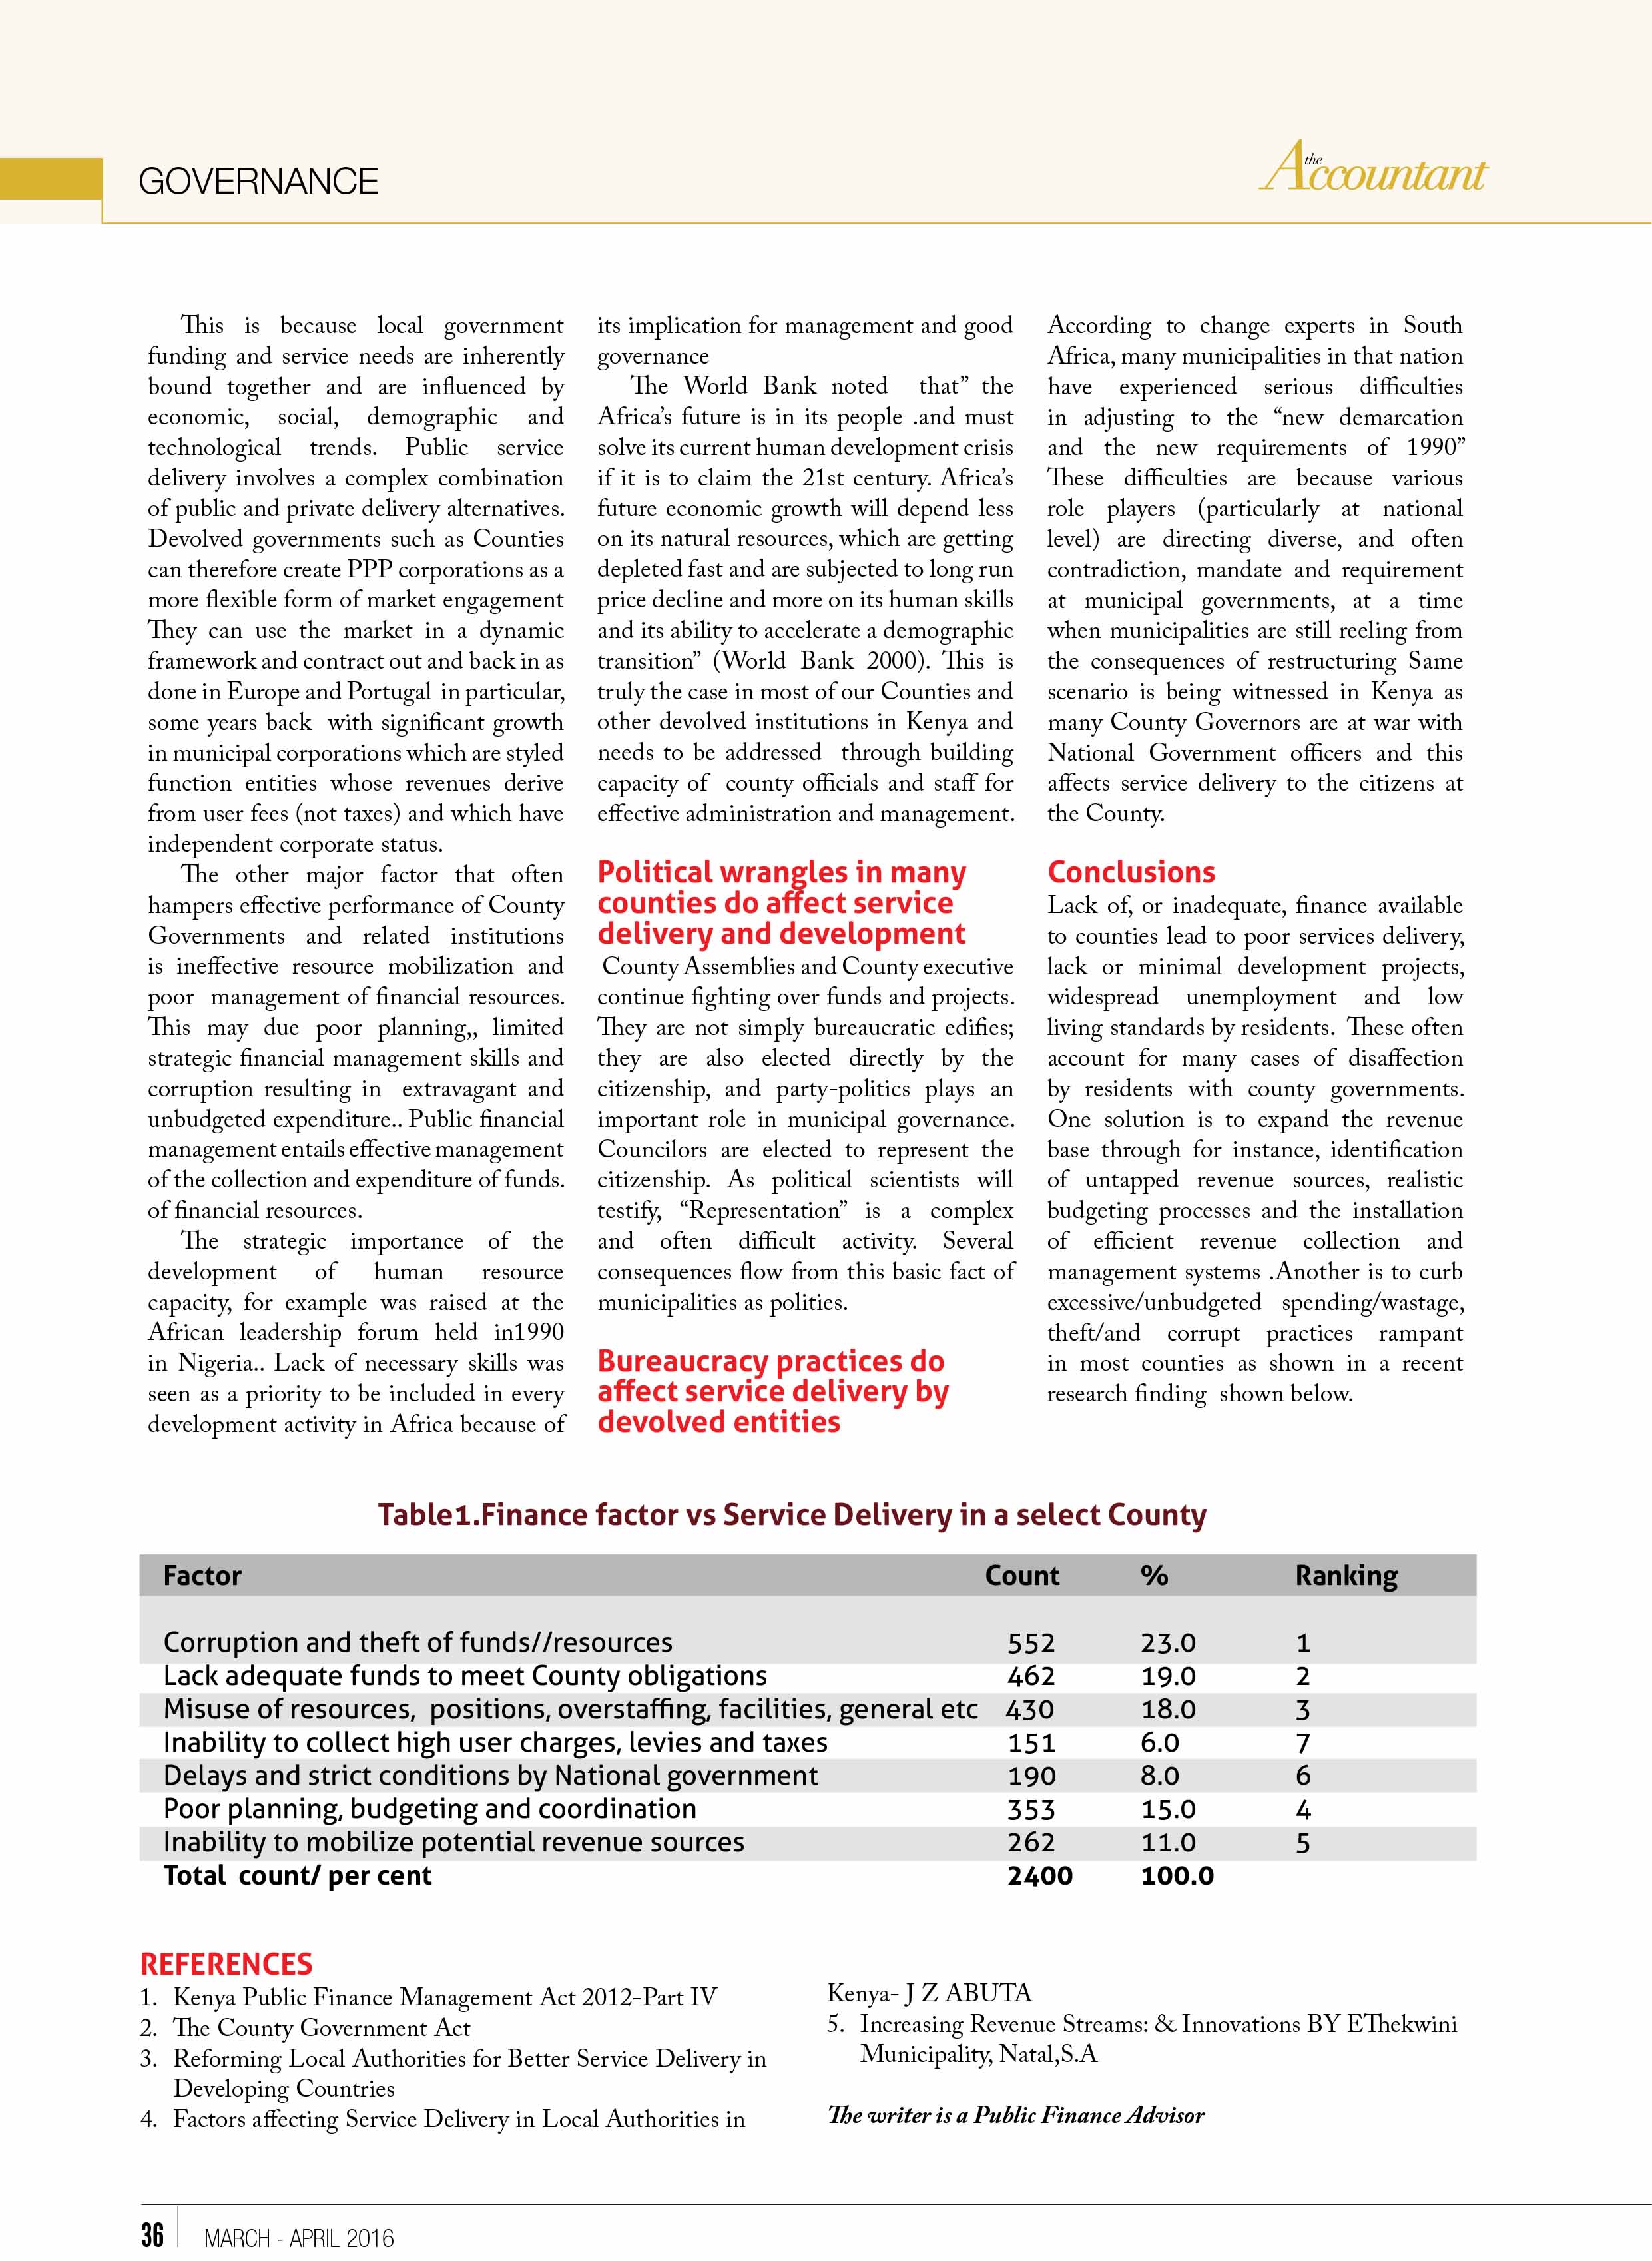 GOVERNANCE
the Accountant
This is because local government
funding and service needs are inherently
bound together and are influenced by
economic, social, demographic and
technological trends. Public service
delivery involves a complex combination
of public and private delivery alternatives.
Devolved governments such as Counties
can therefore create PPP corporations as a
more flexible form of market engagement
They can use the market in a dynamic
framework and contract out and back in as
done in Europe and Portugal in particular,
some years back with significant growth
in municipal corporations which are styled
function entities whose revenues derive
from user fees (not taxes) and which have
independent corporate status.
The other major factor that often
hampers effective performance of County
Governments and related institutions
is ineffective resource mobilization and
poor management of financial resources.
This may due poor planning,, limited
strategic financial management skills and
corruption resulting in extravagant and
unbudgeted expenditure.. Public financial
management entails effective management
of the collection and expenditure of funds.
of financial resources.
The strategic importance of the
development of human resource
capacity, for example was raised at the
African leadership forum held in1990
in Nigeria.. Lack of necessary skills was
seen as a priority to be included in every
development activity in Africa because of
its implication for management and good
governance
The World Bank noted that” the
Africa’s future is in its people .and must
solve its current human development crisis
if it is to claim the 21st century. Africa’s
future economic growth will depend less
on its natural resources, which are getting
depleted fast and are subjected to long run
price decline and more on its human skills
and its ability to accelerate a demographic
transition” (World Bank 2000). This is
truly the case in most of our Counties and
other devolved institutions in Kenya and
needs to be addressed through building
capacity of county officials and staff for
effective administration and management.
Political wrangles in many
counties do affect service
delivery and development
County Assemblies and County executive
continue fighting over funds and projects.
They are not simply bureaucratic edifies;
they are also elected directly by the
citizenship, and party-politics plays an
important role in municipal governance.
Councilors are elected to represent the
citizenship. As political scientists will
testify, “Representation” is a complex
and often difficult activity. Several
consequences flow from this basic fact of
municipalities as polities.
Bureaucracy practices do
affect service delivery by
devolved entities
According to change experts in South
Africa, many municipalities in that nation
have experienced serious difficulties
in adjusting to the “new demarcation
and the new requirements of 1990”
These difficulties are because various
role players (particularly at national
level) are directing diverse, and often
contradiction, mandate and requirement
at municipal governments, at a time
when municipalities are still reeling from
the consequences of restructuring Same
scenario is being witnessed in Kenya as
many County Governors are at war with
National Government officers and this
affects service delivery to the citizens at
the County.
Conclusions
Lack of, or inadequate, finance available
to counties lead to poor services delivery,
lack or minimal development projects,
widespread unemployment and low
living standards by residents. These often
account for many cases of disaffection
by residents with county governments.
One solution is to expand the revenue
base through for instance, identification
of untapped revenue sources, realistic
budgeting processes and the installation
of efficient revenue collection and
management systems .Another is to curb
excessive/unbudgeted spending/wastage,
theft/and corrupt practices rampant
in most counties as shown in a recent
research finding shown below.
Table1.Finance factor vs Service Delivery in a select County
Factor Count % Ranking
Corruption and theft of funds//resources 552 23.0 1
Lack adequate funds to meet County obligations 462 19.0 2
Misuse of resources, positions, overstaffing, facilities, general etc 430 18.0 3
Inability to collect high user charges, levies and taxes 151 6.0 7
Delays and strict conditions by National government 190 8.0 6
Poor planning, budgeting and coordination 353 15.0 4
Inability to mobilize potential revenue sources 262 11.0 5
Total count/ per cent 2400 100.0
REFERENCES
1. Kenya Public Finance Management Act 2012-Part IV
2. The County Government Act
3. Reforming Local Authorities for Better Service Delivery in
Developing Countries
4. Factors affecting Service Delivery in Local Authorities in
Kenya- J Z ABUTA
5. Increasing Revenue Streams: & Innovations BY EThekwini
Municipality, Natal,S.A
The writer is a Public Finance Advisor
36 MARCH - APRIL 2016